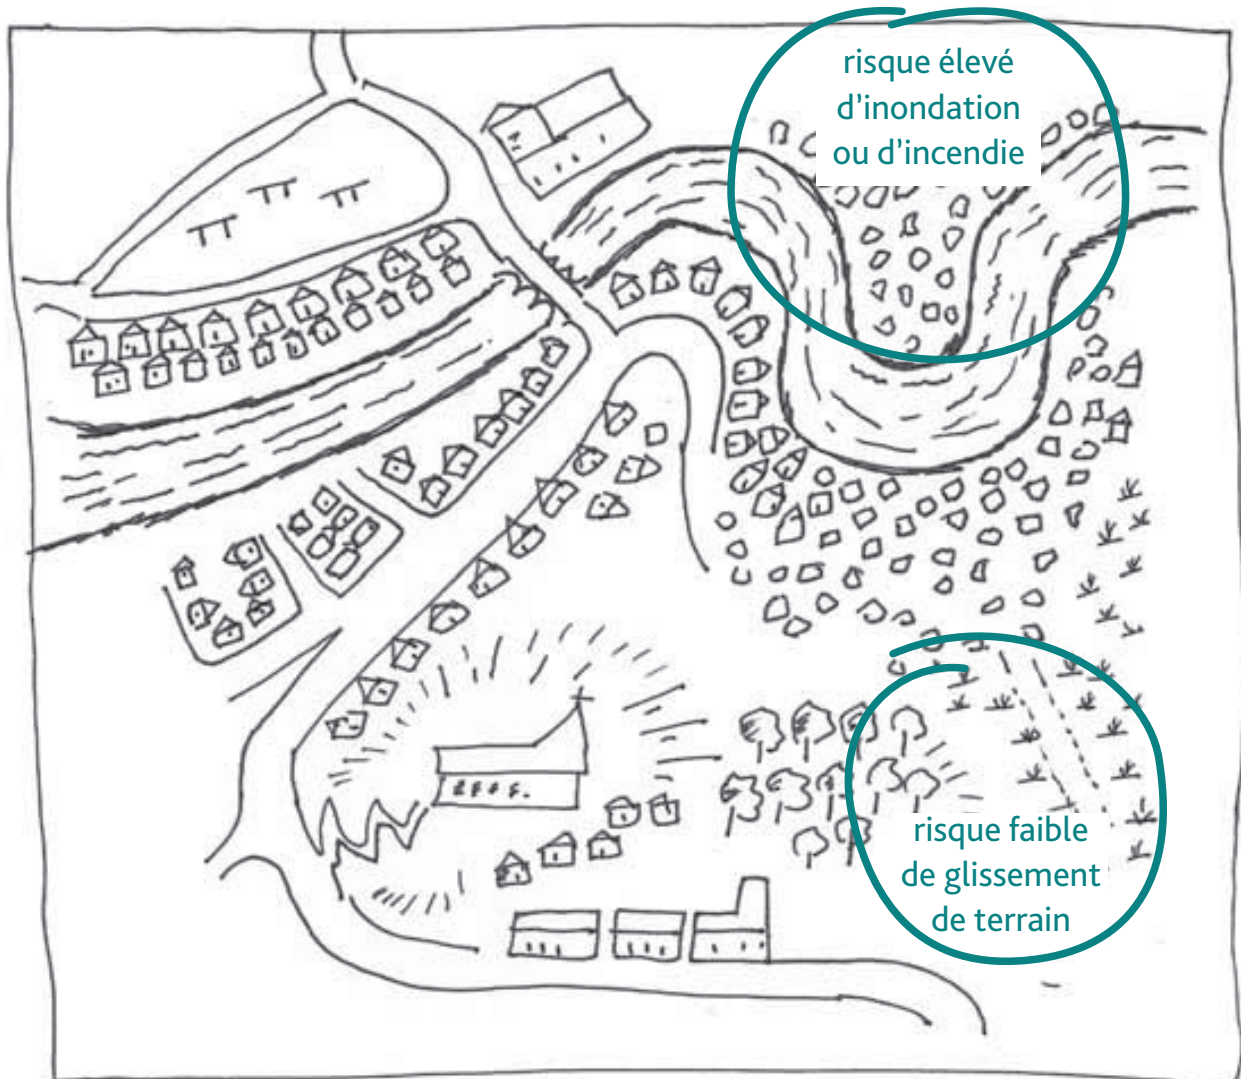 risque élevé
d'inondation
ou d'incendie
risque faible
de glissement
de terrain